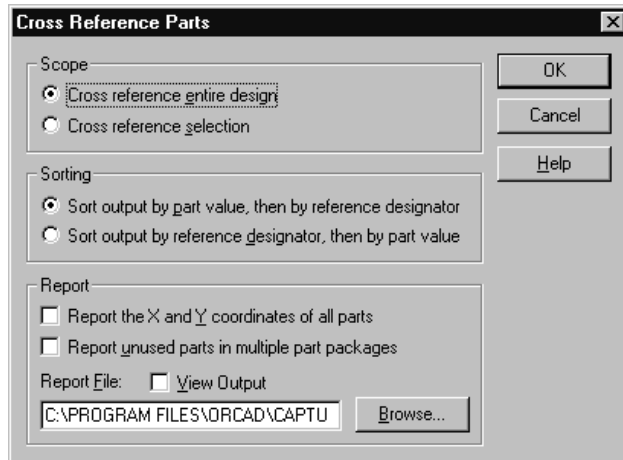 Cross Reference Parts
Scope
Cross reference entire design
Cross reference selection
OK
Cancel
Help
Sorting
Sort output by part value, then by reference designator
Sort output by reference designator, then by part value
Report
Report the X and Y coordinates of all parts
Report unused parts in multiple part packages
Report File: View Output
C:\PROGRAM FILES\ORCAD\CAPTU Browse...